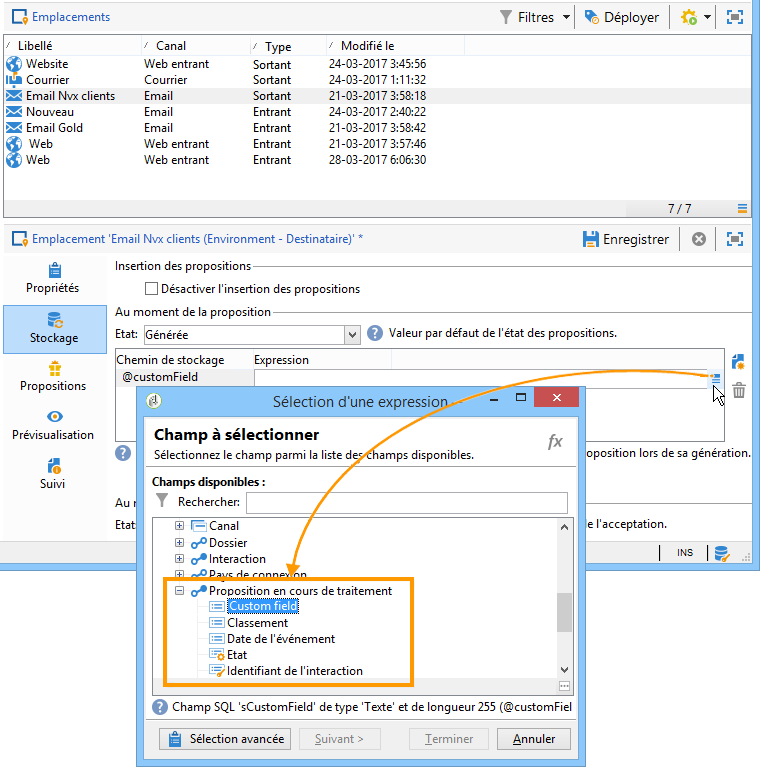 Emplacements Filtres Déployer
Libellé Canal Type Modifié le
Website Web entrant Sortant 24-03-2017 3:45:56
Courrier Courrier Sortant 24-03-2017 1:11:32
Email Nvx clients Email Sortant 21-03-2017 3:58:18
Nouveau Email Entrant 24-03-2017 2:40:22
Email Gold Email Entrant 21-03-2017 3:58:42
Web Web entrant Entrant 21-03-2017 3:57:46
Web Web entrant Entrant 28-03-2017 6:06:30
7 / 7
Emplacement 'Email Nvx clients (Environment - Destinataire)' * Enregistrer
Propriétés
Stockage
Propositions
Prévisualisation
Suivi
Insertion des propositions
Désactiver l'insertion des propositions
Au moment de la proposition
Etat: Générée ? Valeur par défaut de l'état des propositions.
Chemin de stockage Expression
@customField
? oposition lors de sa génération.
Au
Etat de l'acceptation.
INS
Sélection d'une expression
Champ à sélectionner fx
Sélectionnez le champ parmi la liste des champs disponibles.
Champs disponibles :
Rechercher:
Canal
Dossier
Interaction
Pays de connexion
Proposition en cours de traitement
Custom field
Classement
Date de l'événement
Etat
Identifiant de l'interaction
? Champ SQL 'sCustomField' de type 'Texte' et de longueur 255 (@customFiel
Sélection avancée Suivant > Terminer Annuler